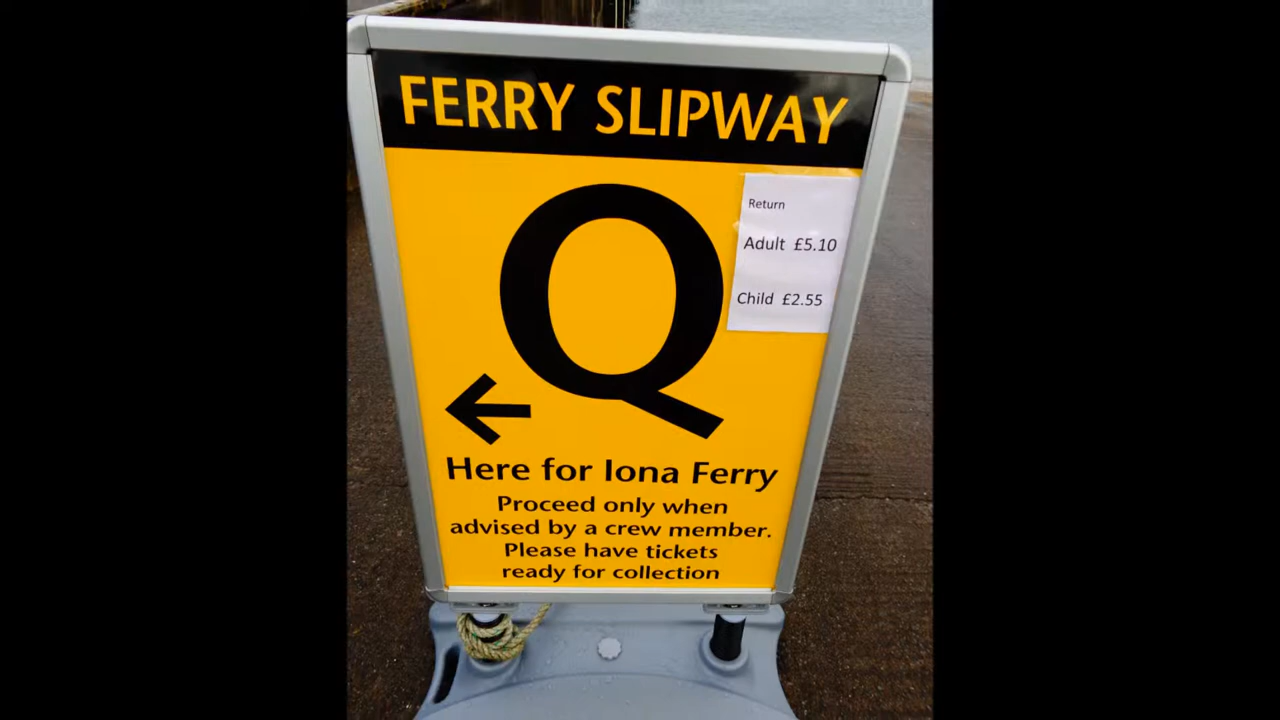 FERRY SLIPWAY
Q
Return
Adult £5.10
Child £2.55
Here for Iona Ferry
Proceed only when
advised by a crew member.
Please have tickets
ready for collection